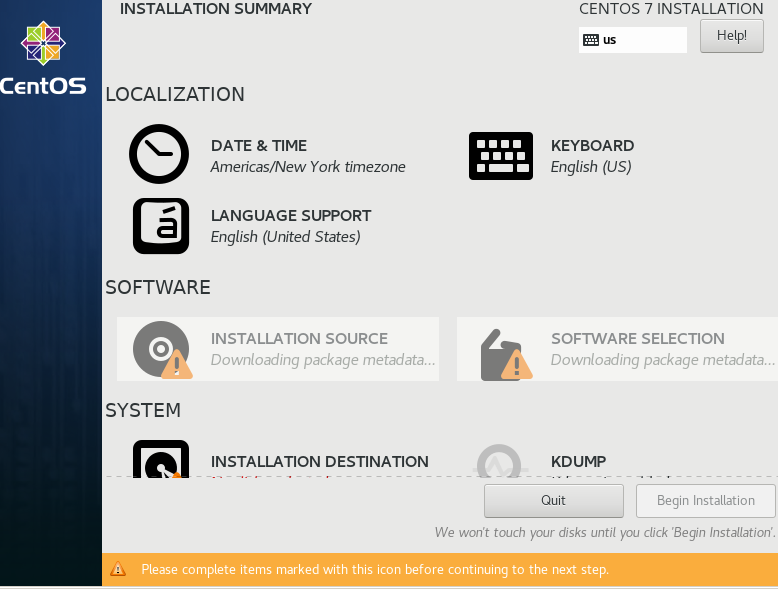 INSTALLATION SUMMARY
CENTOS 7 INSTALLATION
us
Help!
CentOS
LOCALIZATION
DATE & TIME
Americas/New York timezone
KEYBOARD
English (US)
LANGUAGE SUPPORT
English (United States)
SOFTWARE
INSTALLATION SOURCE
Downloading package metadata...
SOFTWARE SELECTION
Downloading package metadata...
SYSTEM
INSTALLATION DESTINATION
KDUMP
Quit
Begin Installation
We won't touch your disks until you click 'Begin Installation'.
Please complete items marked with this icon before continuing to the next step.